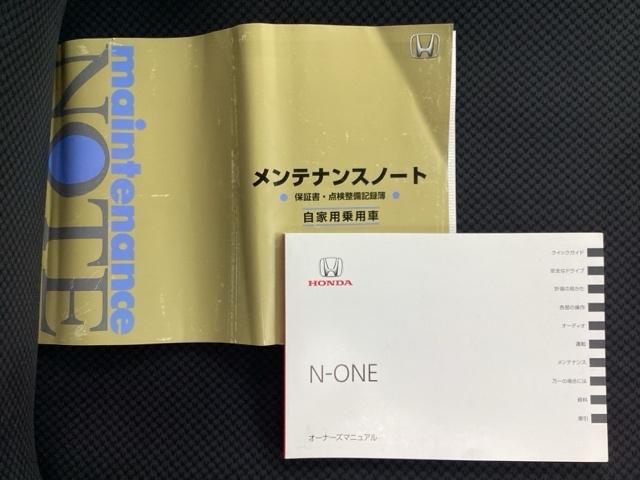 maintenance
NOTE
メンテナンスノート
保証書・点検整備記録簿
自家用乗用車
HONDA
N-ONE
オーナーズマニュアル
クイックガイド
安全なドライブ
計器の見かた
各部の操作
オーディオ
運転
メンテナンス
万一の場合には
資料
索引